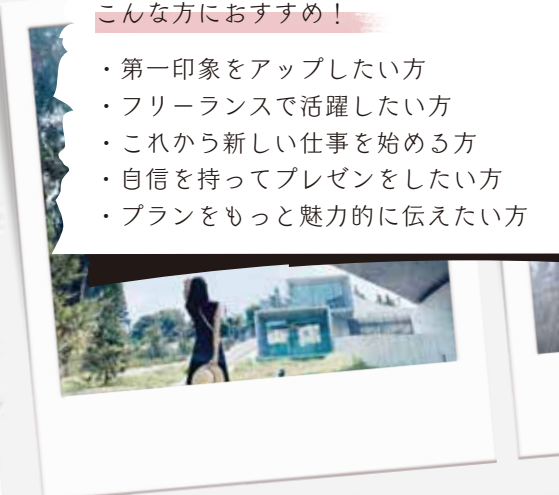 こんな方におすすめ！
・第一印象をアップしたい方
・フリーランスで活躍したい方
・これから新しい仕事を始める方
・自信を持ってプレゼンをしたい方
・プランをもっと魅力的に伝えたい方